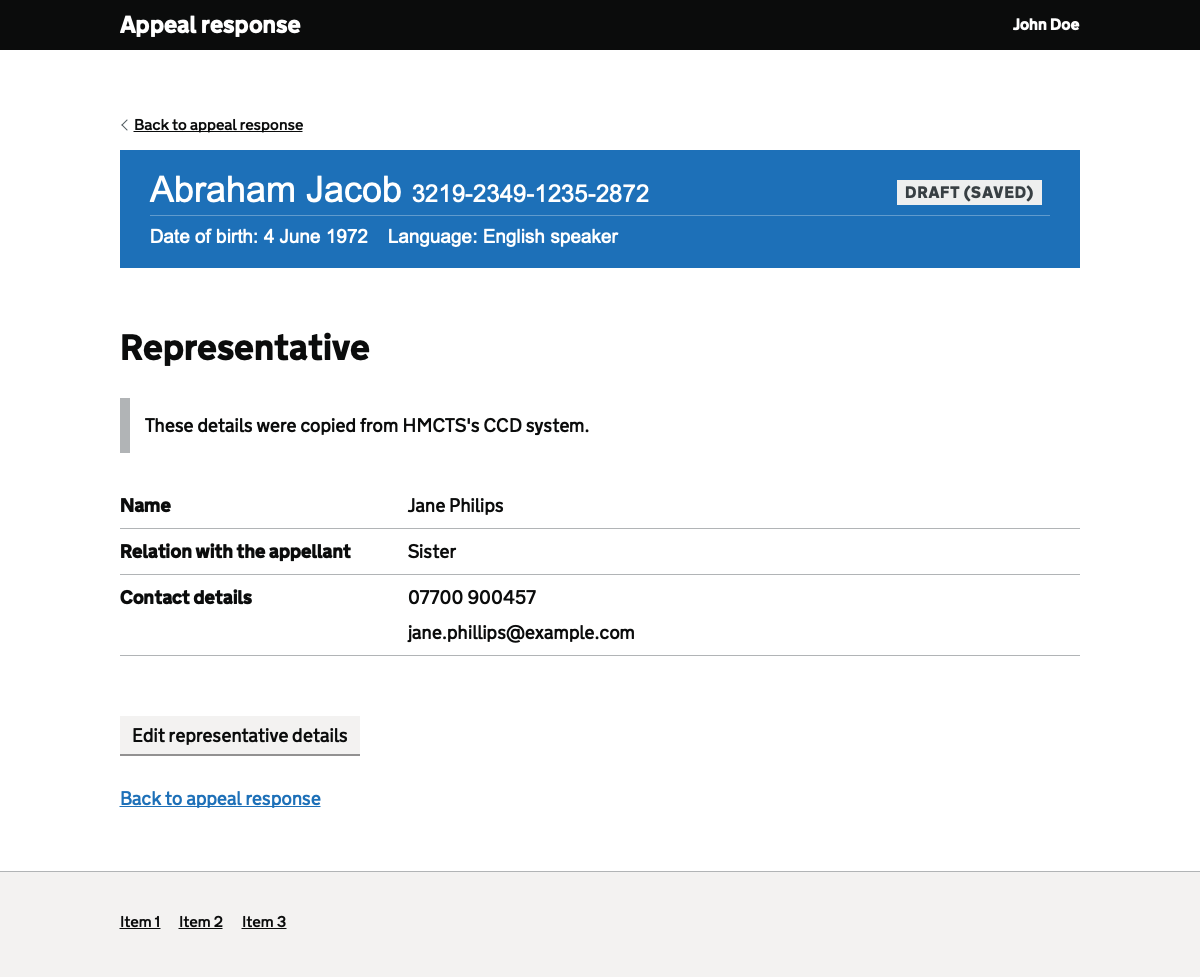 Appeal response
John Doe
Back to appeal response
Abraham Jacob 3219-2349-1235-2872
DRAFT (SAVED)
Date of birth: 4 June 1972 Language: English speaker
Representative
These details were copied from HMCTS's CCD system.
Name Jane Philips
Relation with the appellant Sister
Contact details 07700 900457
jane.phillips@example.com
Edit representative details
Back to appeal response
Item 1 Item 2 Item 3